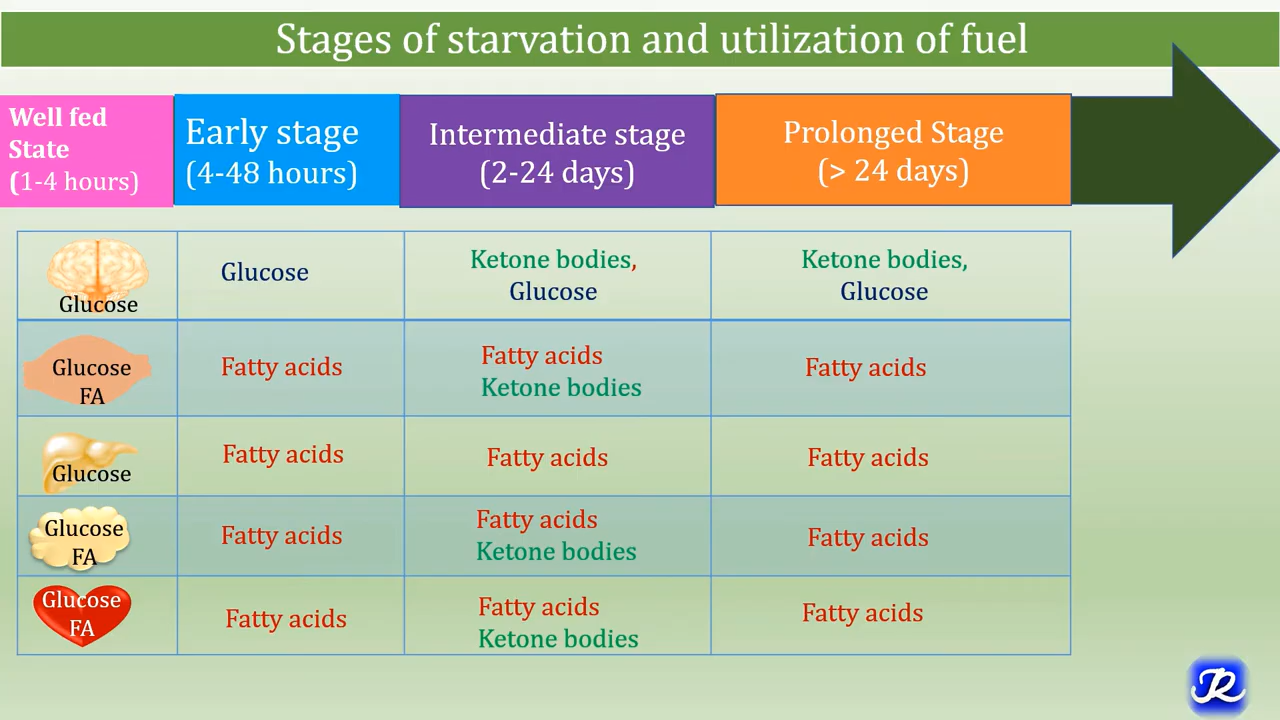 Stages of starvation and utilization of fuel
Well fed
State
(1-4 hours)
Early stage
(4-48 hours)
Intermediate stage
(2-24 days)
Prolonged Stage
(> 24 days)
Glucose
Glucose
Ketone bodies,
Glucose
Ketone bodies,
Glucose
Glucose
FA
Fatty acids
Fatty acids
Ketone bodies
Fatty acids
Glucose
Fatty acids
Fatty acids
Fatty acids
Glucose
FA
Fatty acids
Fatty acids
Ketone bodies
Fatty acids
Glucose
FA
Fatty acids
Fatty acids
Ketone bodies
Fatty acids